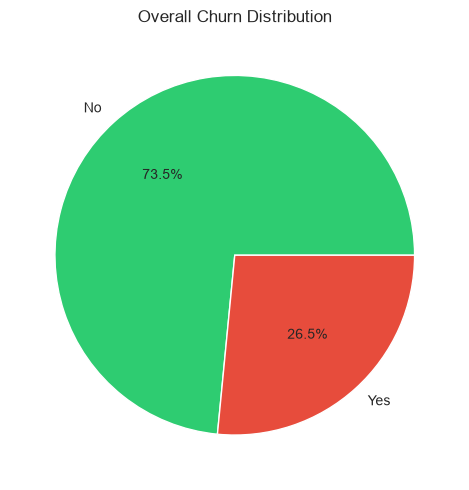 Overall Churn Distribution
No
73.5%
26.5%
Yes